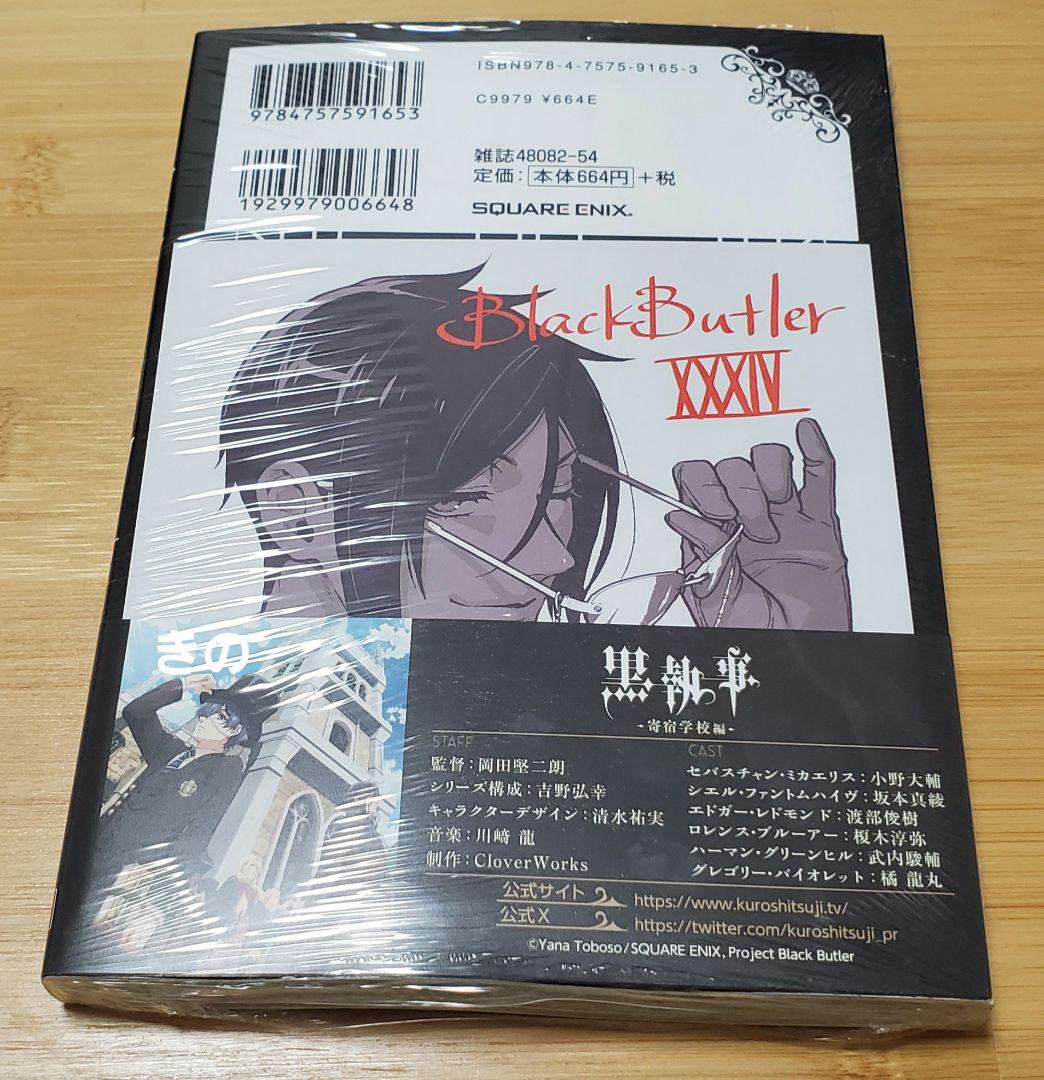 ISBN978-4-7575-9165-3
9784757591653
C9979 ¥664E
雑誌48082-54
定価：本体664円+税
1929979006648
SQUARE ENIX®
BlackButler
XXXIV
きの
黒執事
-寄宿学校編-
STAFF
監督：岡田堅二朗
シリーズ構成：吉野弘幸
キャラクターデザイン：清水祐実
音楽：川﨑 龍
制作：CloverWorks
CAST
セバスチャン・ミカエリス：小野大輔
シエル・ファントムハイヴ：坂本真綾
エドガー・レドモンド：渡部俊樹
ロレンス・ブルーアー：榎木淳弥
ハーマン・グリーンヒル：武内駿輔
グレゴリー・バイオレット：橘 龍丸
公式サイト https://www.kuroshitsuji.tv/
公式X https://twitter.com/kuroshitsuji_pr
©Yana Toboso/SQUARE ENIX, Project Black Butler